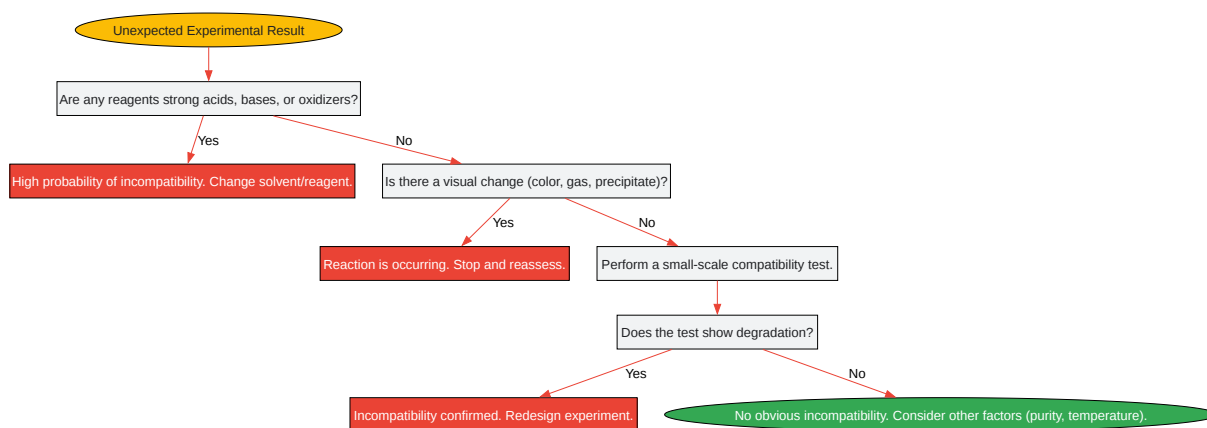 Unexpected Experimental Result
Are any reagents strong acids, bases, or oxidizers?
Yes
No
High probability of incompatibility. Change solvent/reagent.
Is there a visual change (color, gas, precipitate)?
Yes
No
Reaction is occurring. Stop and reassess.
Perform a small-scale compatibility test.
Does the test show degradation?
Yes
No
Incompatibility confirmed. Redesign experiment.
No obvious incompatibility. Consider other factors (purity, temperature).